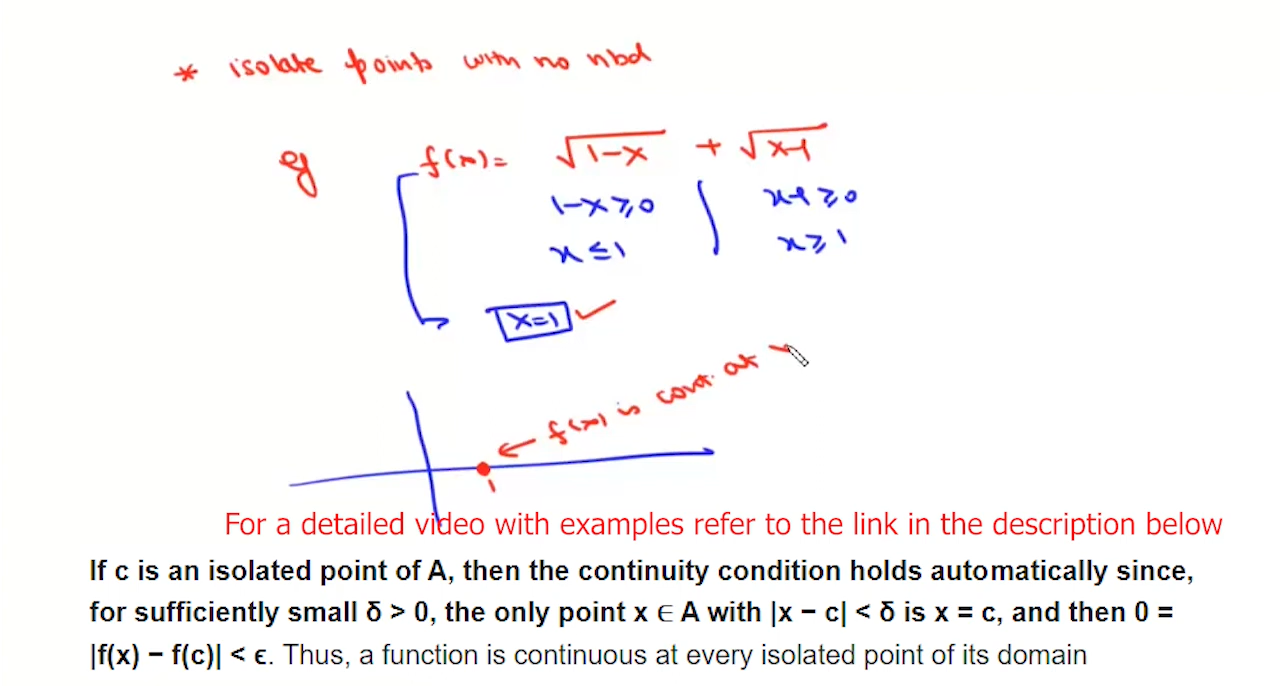 * isolate points with no nbd
eg f(x) = √1-x + √x-1
1-x ≥ 0 | x-1 ≥ 0
x ≤ 1 | x ≥ 1
x=1 ✓
← f(x) is cont. at
1
For a detailed video with examples refer to the link in the description below
If c is an isolated point of A, then the continuity condition holds automatically since,
for sufficiently small δ > 0, the only point x ∈ A with |x − c| < δ is x = c, and then 0 =
|f(x) − f(c)| < ϵ. Thus, a function is continuous at every isolated point of its domain